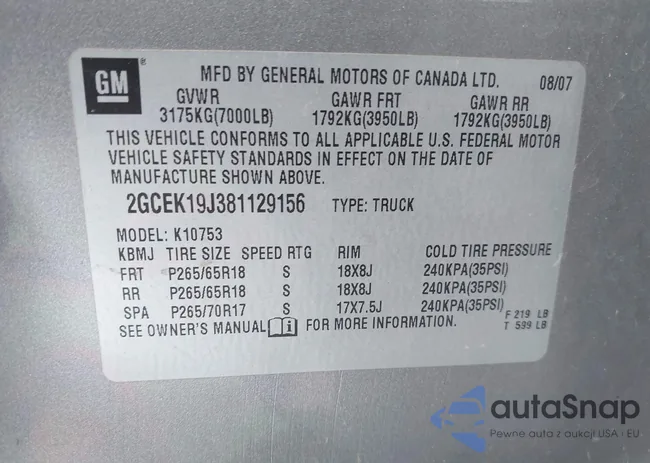 GM ®
MFD BY GENERAL MOTORS OF CANADA LTD. 08/07
GVWR GAWR FRT GAWR RR
3175KG(7000LB) 1792KG(3950LB) 1792KG(3950LB)
THIS VEHICLE CONFORMS TO ALL APPLICABLE U.S. FEDERAL MOTOR
VEHICLE SAFETY STANDARDS IN EFFECT ON THE DATE OF
MANUFACTURE SHOWN ABOVE.
2GCEK19J381129156 TYPE: TRUCK
MODEL: K10753
KBMJ TIRE SIZE SPEED RTG RIM COLD TIRE PRESSURE
FRT P265/65R18 S 18X8J 240KPA(35PSI)
RR P265/65R18 S 18X8J 240KPA(35PSI)
SPA P265/70R17 S 17X7.5J 240KPA(35PSI)
F 219 LB
T 599 LB
SEE OWNER'S MANUAL i FOR MORE INFORMATION.
autaSnap
Pewne auta z aukcji USA i EU